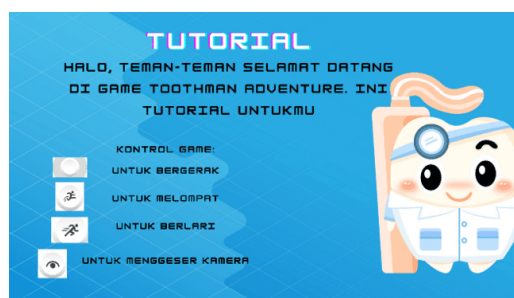 TUTORIAL
HALO, TEMAN-TEMAN SELAMAT DATANG
DI GAME TOOTHMAN ADVENTURE. INI
TUTORIAL UNTUKMU
KONTROL GAME:
UNTUK BERGERAK
UNTUK MELOMPAT
UNTUK BERLARI
UNTUK MENGGESER KAMERA